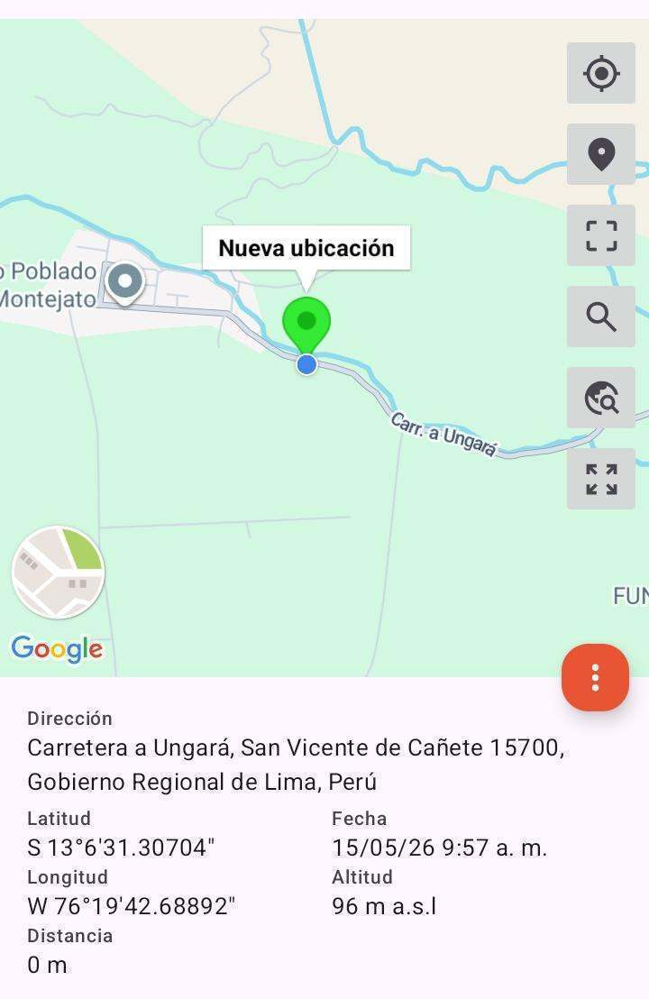 Nueva ubicación
o Poblado
Montejato
Carr. a Ungará
FUN
Google
Dirección
Carretera a Ungará, San Vicente de Cañete 15700,
Gobierno Regional de Lima, Perú
Latitud
S 13°6'31.30704"
Fecha
15/05/26 9:57 a. m.
Longitud
W 76°19'42.68892"
Altitud
96 m a.s.l
Distancia
0 m